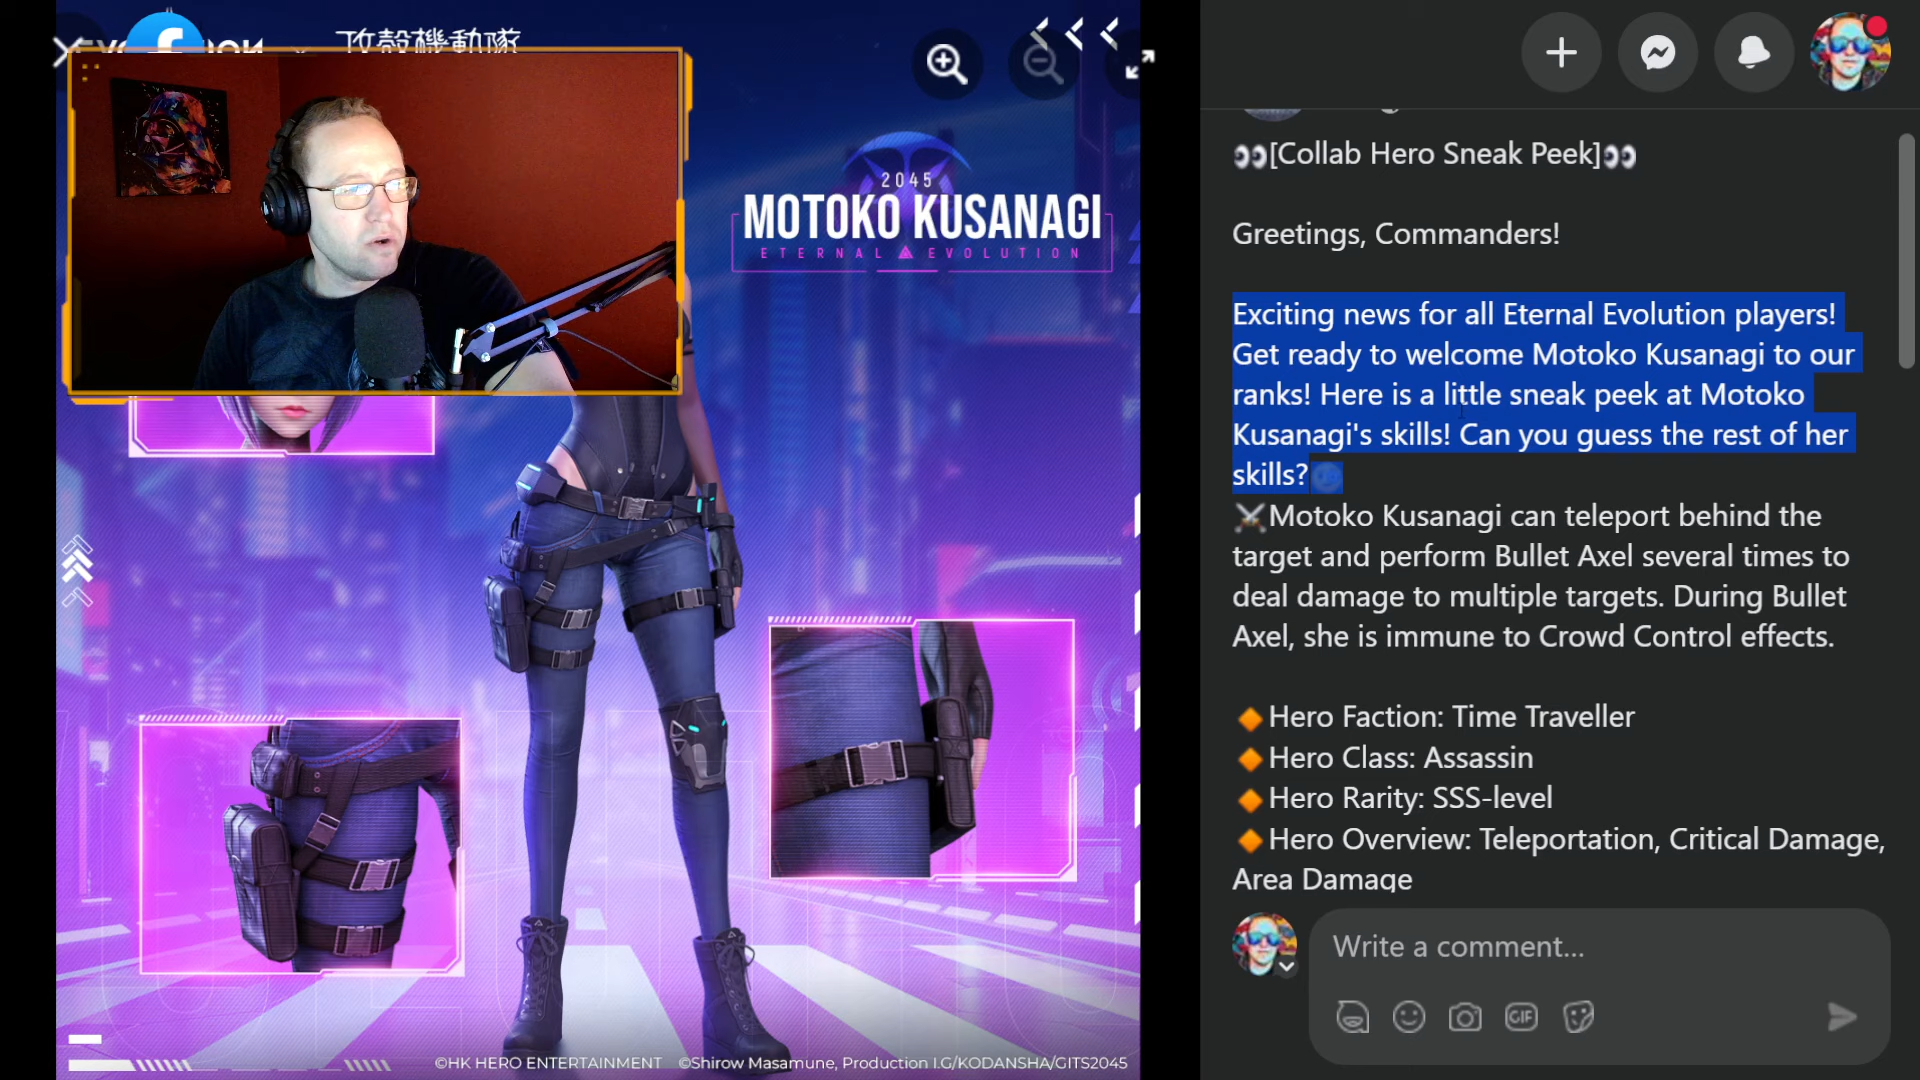 攻殻機動隊
2045
MOTOKO KUSANAGI
ETERNAL EVOLUTION
©HK HERO ENTERTAINMENT ©Shirow Masamune, Production I.G/KODANSHA/GITS2045
👀[Collab Hero Sneak Peek]👀
Greetings, Commanders!
Exciting news for all Eternal Evolution players!
Get ready to welcome Motoko Kusanagi to our
ranks! Here is a little sneak peek at Motoko
Kusanagi's skills! Can you guess the rest of her
skills?
⚔Motoko Kusanagi can teleport behind the
target and perform Bullet Axel several times to
deal damage to multiple targets. During Bullet
Axel, she is immune to Crowd Control effects.
🔶Hero Faction: Time Traveller
🔶Hero Class: Assassin
🔶Hero Rarity: SSS-level
🔶Hero Overview: Teleportation, Critical Damage,
Area Damage
Write a comment...
GIF